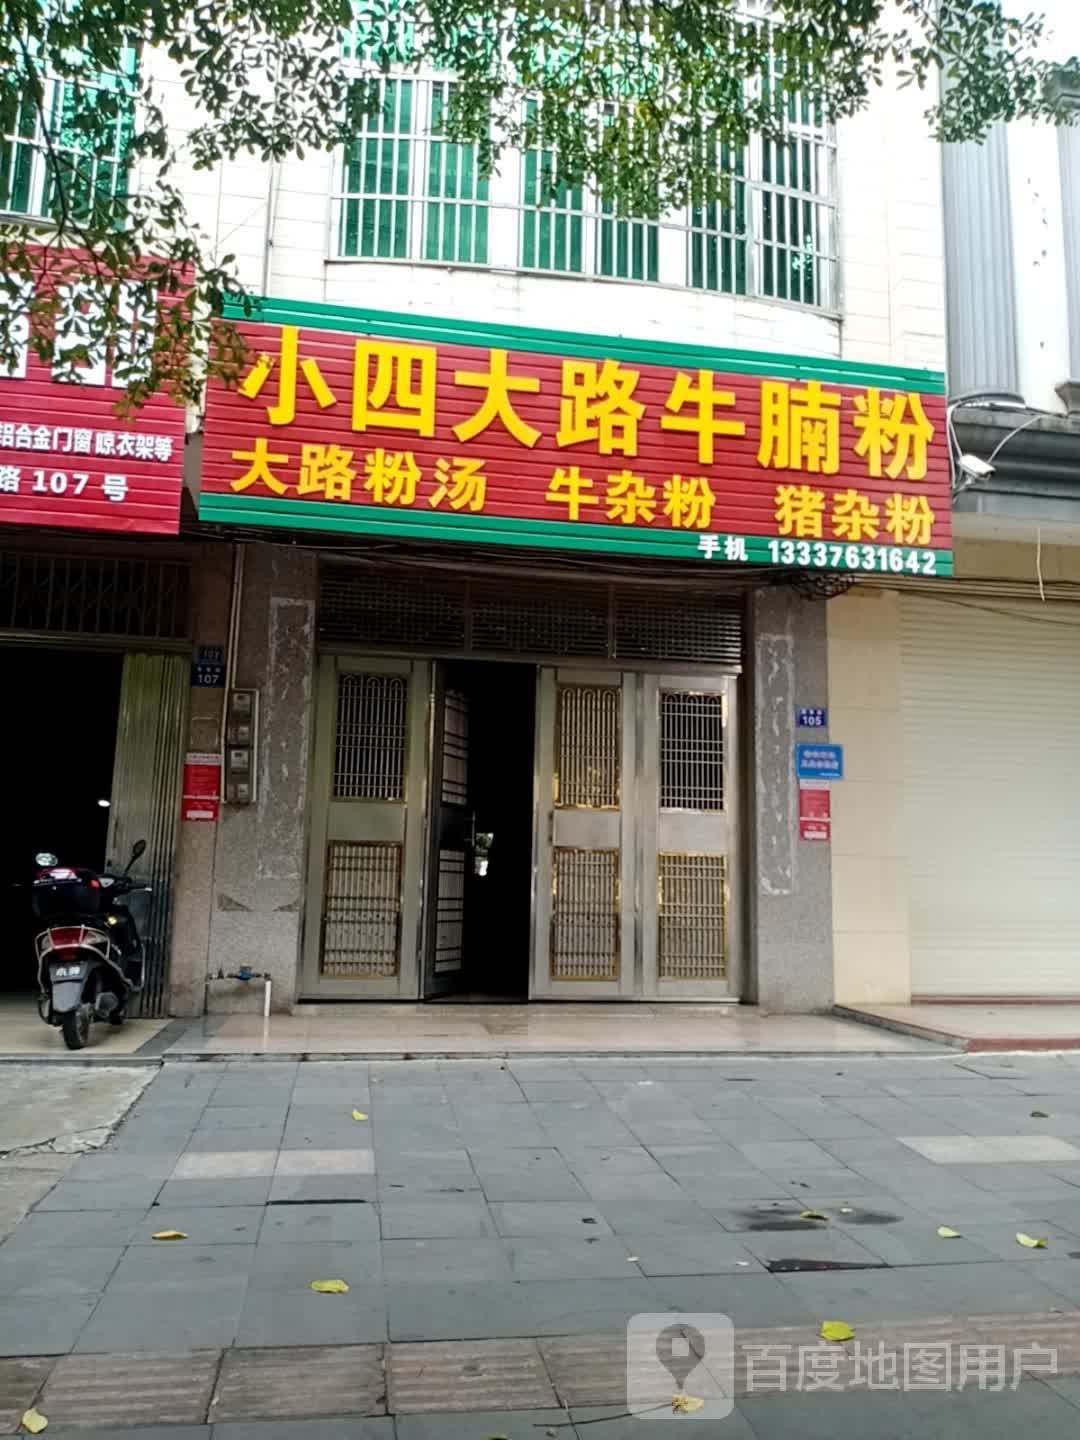 小四大路牛腩粉
大路粉汤 牛杂粉 猪杂粉
手机 13337631642
铝合金门窗 晾衣架等
路 107 号
107
107
105
百度地图用户